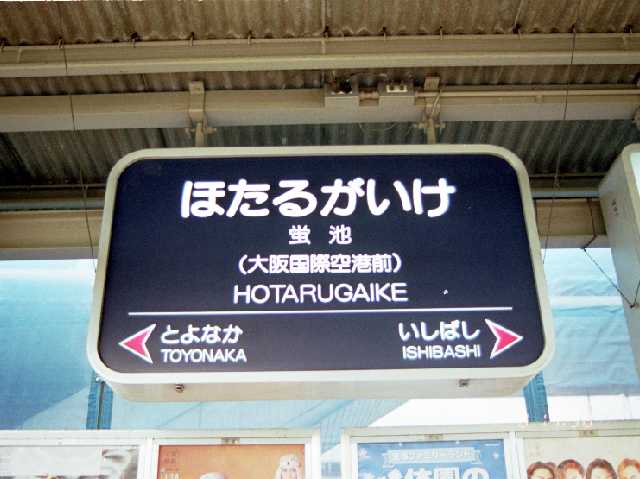 ほたるがいけ
蛍池
(大阪国際空港前)
HOTARUGAIKE
とよなか
TOYONAKA
いしばし
ISHIBASHI